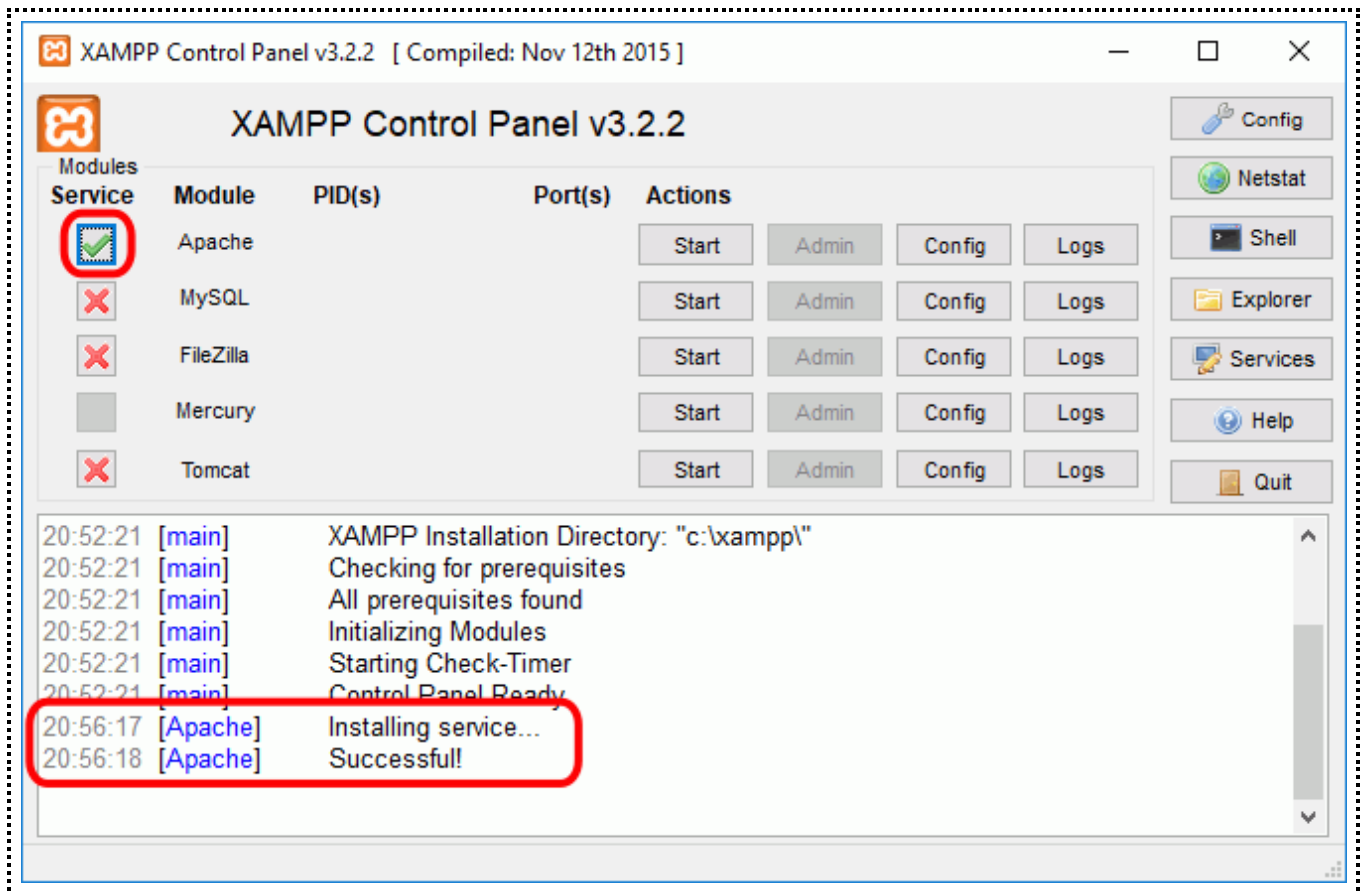 XAMPP Control Panel v3.2.2 [ Compiled: Nov 12th 2015 ]
XAMPP Control Panel v3.2.2
Config
Modules
Netstat
Service Module PID(s) Port(s) Actions
Shell
Apache Start Admin Config Logs
MySQL Start Admin Config Logs
Explorer
FileZilla Start Admin Config Logs
Services
Mercury Start Admin Config Logs
Help
Tomcat Start Admin Config Logs
Quit
20:52:21 [main] XAMPP Installation Directory: "c:\xampp\"
20:52:21 [main] Checking for prerequisites
20:52:21 [main] All prerequisites found
20:52:21 [main] Initializing Modules
20:52:21 [main] Starting Check-Timer
20:52:21 [main] Control Panel Ready
20:56:17 [Apache] Installing service...
20:56:18 [Apache] Successful!